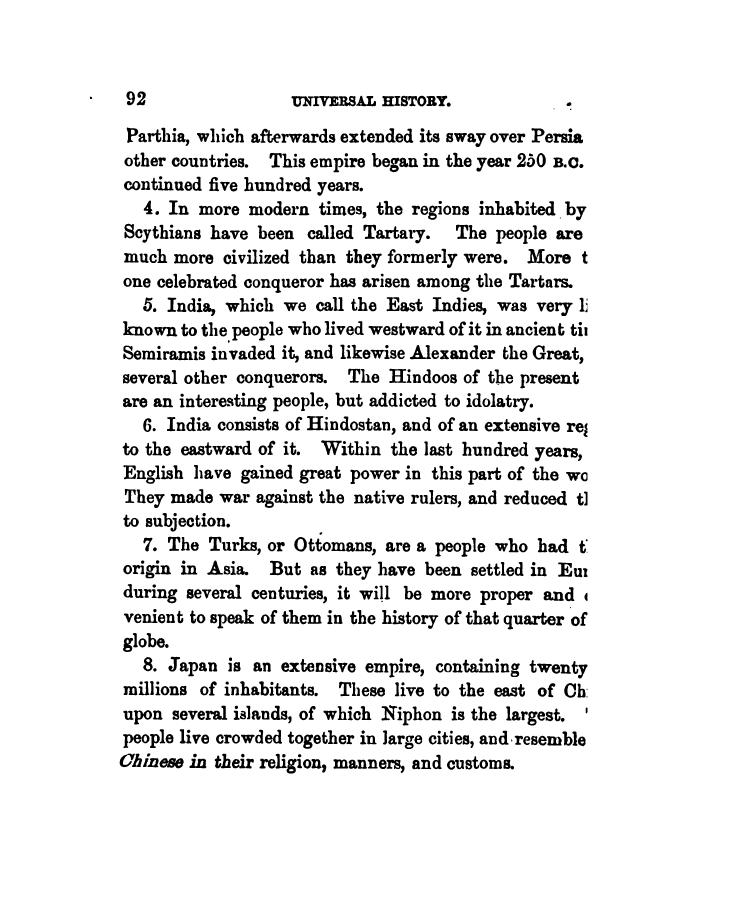 92 UNIVERSAL HISTORY.
Parthia, which afterwards extended its sway over Persia
other countries. This empire began in the year 250 B.C.
continued five hundred years.
4. In more modern times, the regions inhabited by
Scythians have been called Tartary. The people are
much more civilized than they formerly were. More t
one celebrated conqueror has arisen among the Tartars.
5. India, which we call the East Indies, was very li
known to the people who lived westward of it in ancient ti
Semiramis invaded it, and likewise Alexander the Great,
several other conquerors. The Hindoos of the present
are an interesting people, but addicted to idolatry.
6. India consists of Hindostan, and of an extensive reg
to the eastward of it. Within the last hundred years,
English have gained great power in this part of the wo
They made war against the native rulers, and reduced t
to subjection.
7. The Turks, or Ottomans, are a people who had t
origin in Asia. But as they have been settled in Eur
during several centuries, it will be more proper and
venient to speak of them in the history of that quarter of
globe.
8. Japan is an extensive empire, containing twenty
millions of inhabitants. These live to the east of Ch
upon several islands, of which Niphon is the largest.
people live crowded together in large cities, and resemble
Chinese in their religion, manners, and customs.